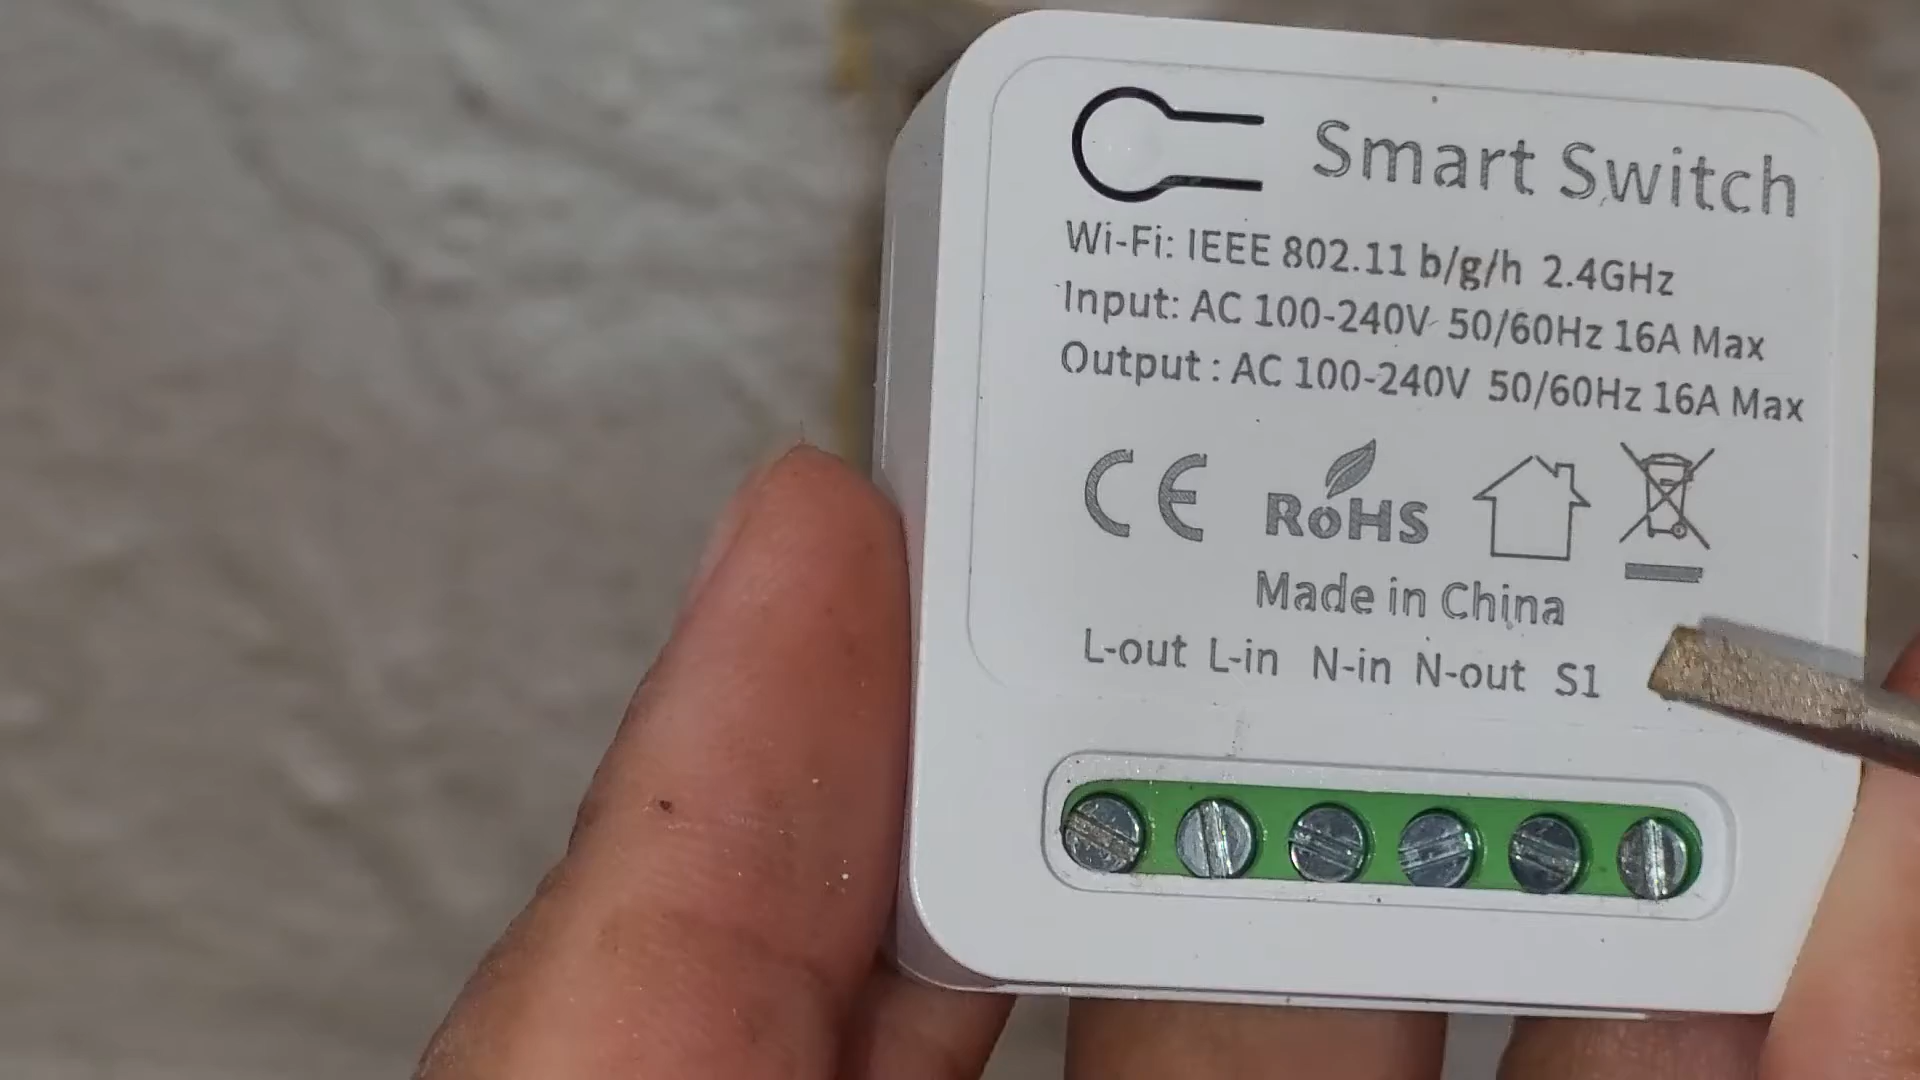 Smart Switch
Wi-Fi: IEEE 802.11 b/g/h 2.4GHz
Input: AC 100-240V 50/60Hz 16A Max
Output : AC 100-240V 50/60Hz 16A Max
CE RoHS
Made in China
L-out L-in N-in N-out S1